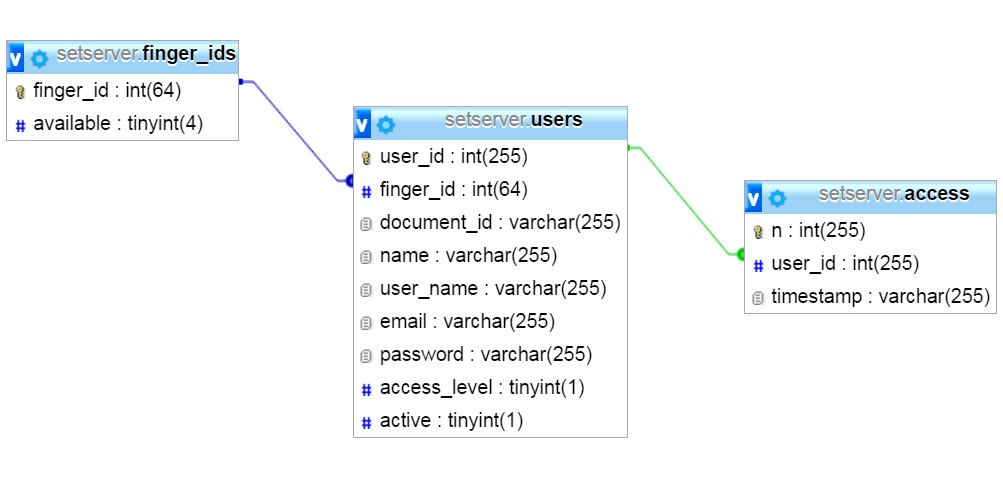 setserver.finger_ids
finger_id : int(64)
# available : tinyint(4)
v setserver.users
user_id : int(255)
# finger_id : int(64)
document_id : varchar(255)
name : varchar(255)
user_name : varchar(255)
email : varchar(255)
password : varchar(255)
# access_level : tinyint(1)
# active : tinyint(1)
v setserver.access
n : int(255)
# user_id : int(255)
timestamp : varchar(255)